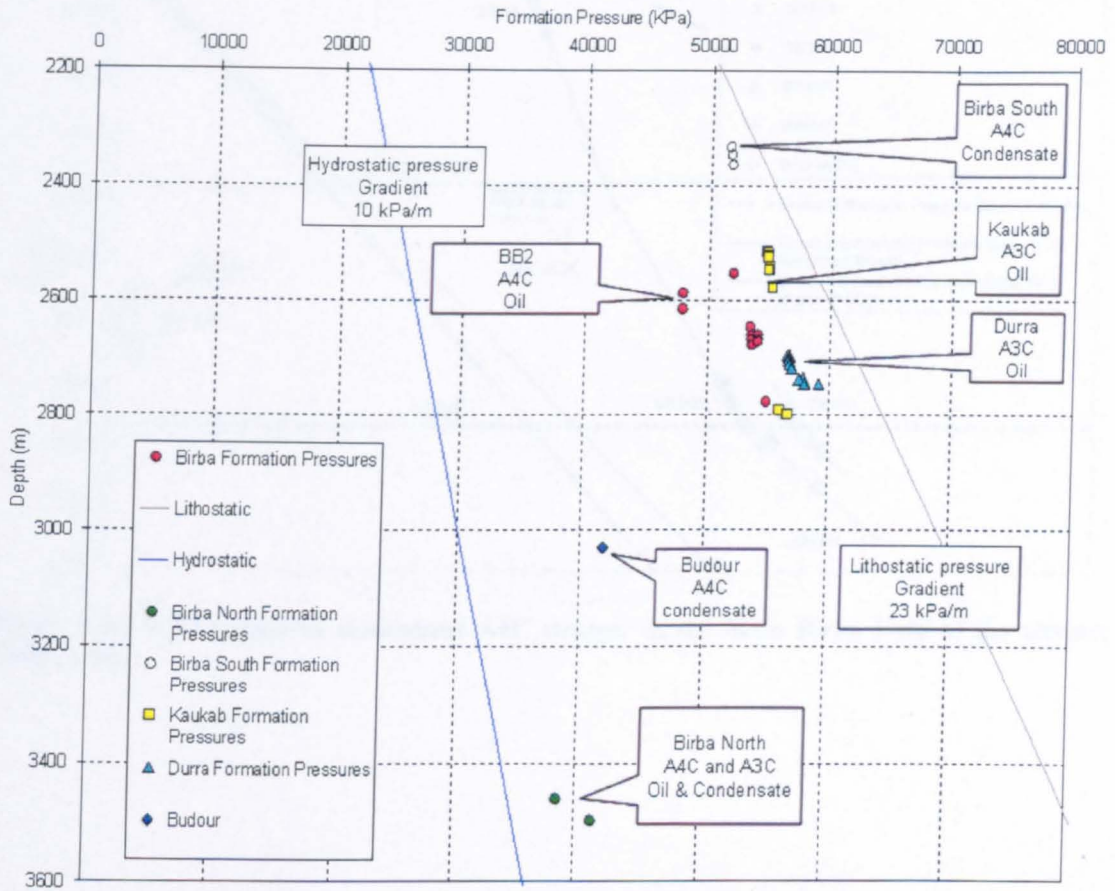 Formation Pressure (KPa)
0 10000 20000 30000 40000 50000 60000 70000 80000
2200
2400
2600
2800
3000
3200
3400
3600
Depth (m)
Hydrostatic pressure
Gradient
10 kPa/m
Birba South
A4C
Condensate
BB2
A4C
Oil
Kaukab
A3C
Oil
Durra
A3C
Oil
Budour
A4C
condensate
Lithostatic pressure
Gradient
23 kPa/m
Birba North
A4C and A3C
Oil & Condensate
Birba Formation Pressures
Lithostatic
Hydrostatic
Birba North Formation
Pressures
Birba South Formation
Pressures
Kaukab Formation
Pressures
Durra Formation Pressures
Budour